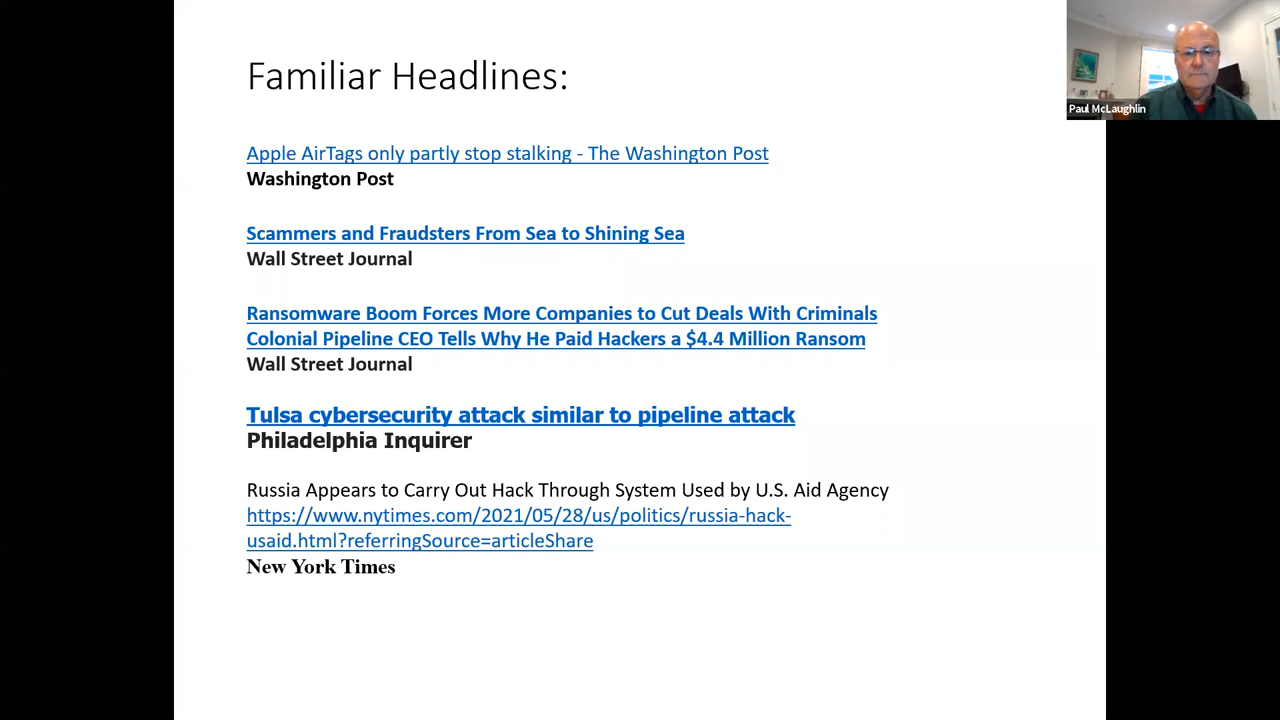 Familiar Headlines:
Paul McLaughlin
Apple AirTags only partly stop stalking - The Washington Post
Washington Post
Scammers and Fraudsters From Sea to Shining Sea
Wall Street Journal
Ransomware Boom Forces More Companies to Cut Deals With Criminals
Colonial Pipeline CEO Tells Why He Paid Hackers a $4.4 Million Ransom
Wall Street Journal
Tulsa cybersecurity attack similar to pipeline attack
Philadelphia Inquirer
Russia Appears to Carry Out Hack Through System Used by U.S. Aid Agency
https://www.nytimes.com/2021/05/28/us/politics/russia-hack-
usaid.html?referringSource=articleShare
New York Times